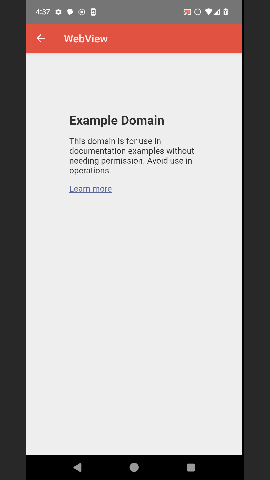 4:37
WebView
Example Domain
This domain is for use in
documentation examples without
needing permission. Avoid use in
operations.
Learn more